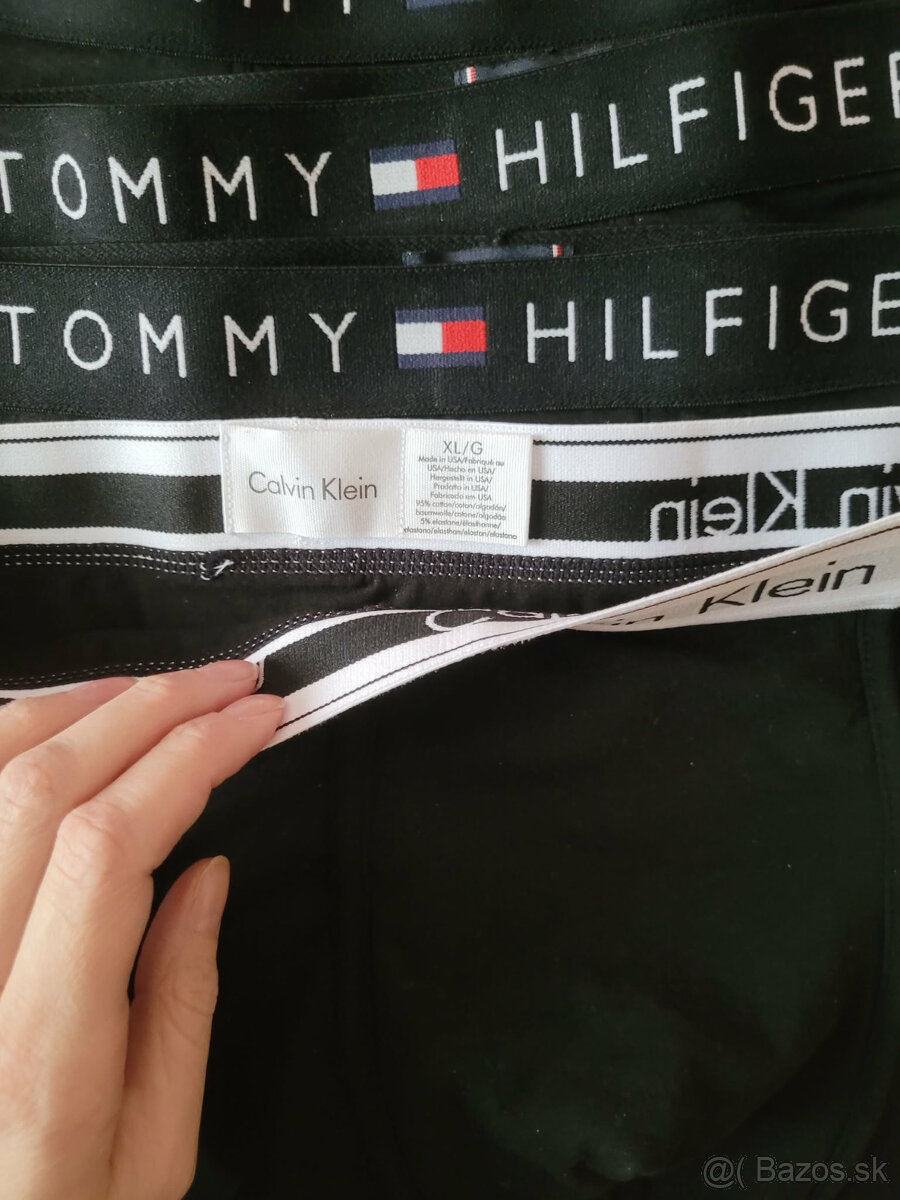 TOMMY HILFIGE
TOMMY HILFIGE
Calvin Klein
XL/G
Made in USA/Fabriqué au
USA/Hecho en USA/
Hergestellt in USA/
Prodotto in USA/
Fabricado em USA
95% cotton/coton/algodón/
baumwolle/cotone/algodão
5% elastane/élasthanne/
elastano/elasthan/elastan/elastano
vin Klein
Klein
@( Bazos.sk